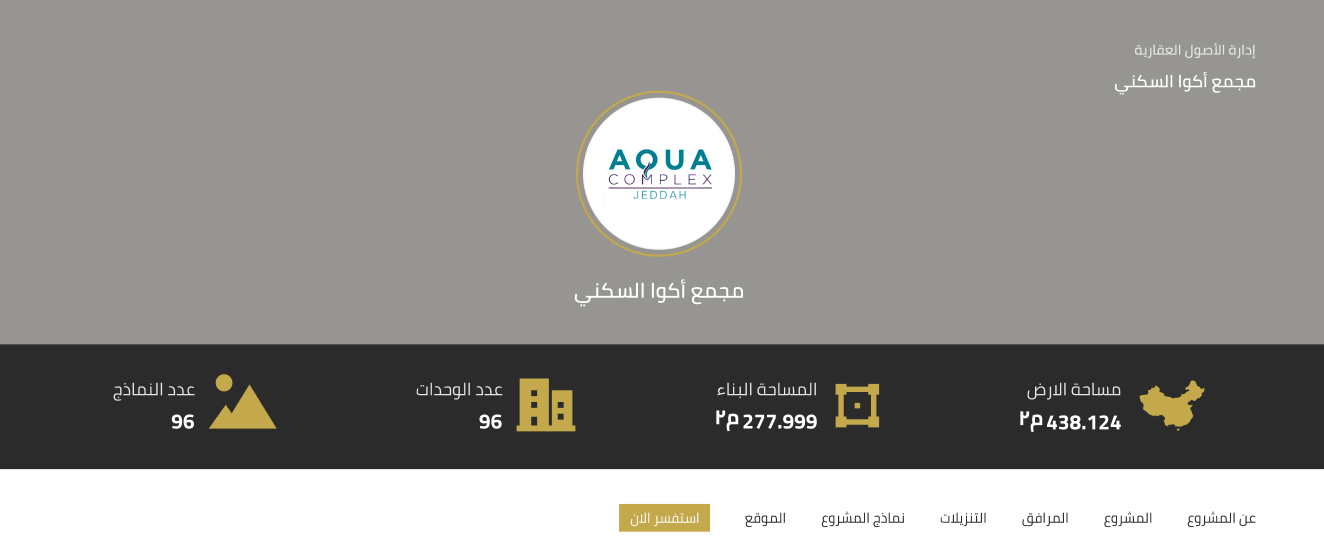 إدارة الأصول العقارية
مجمع أكوا السكني
AQUA
COMPLEX
JEDDAH
مجمع أكوا السكني
مساحة الارض
438.124 م٢
المساحة البناء
277.999 م٢
عدد الوحدات
96
عدد النماذج
96
عن المشروع المشروع المرافق التنزيلات نماذج المشروع الموقع استفسر الان